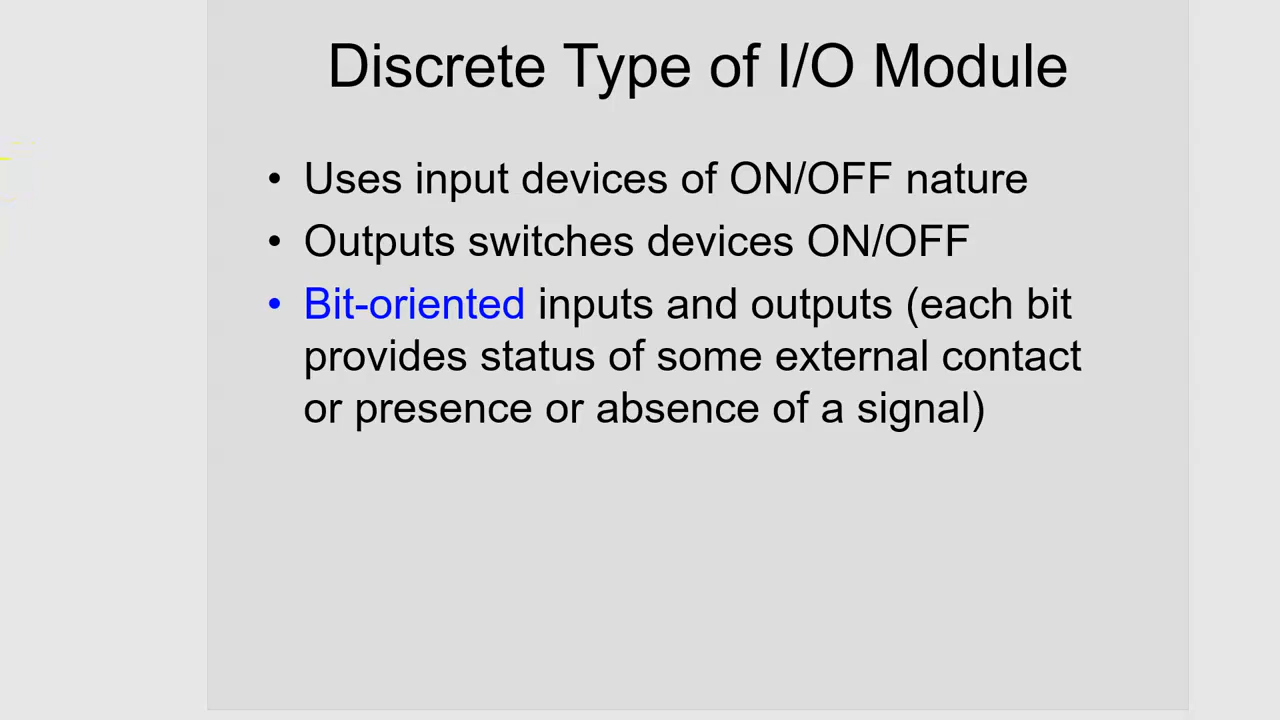 Discrete Type of I/O Module
• Uses input devices of ON/OFF nature
• Outputs switches devices ON/OFF
• Bit-oriented inputs and outputs (each bit
provides status of some external contact
or presence or absence of a signal)